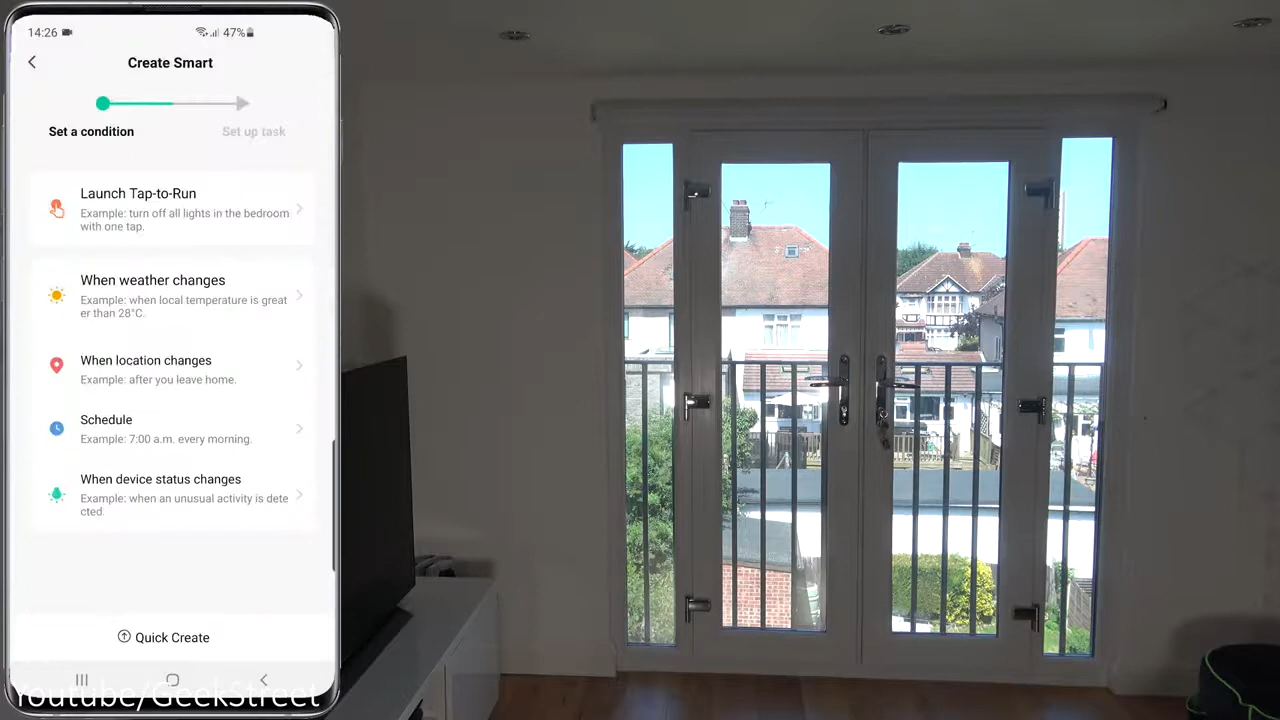 14:26
47%
Create Smart
Set a condition
Set up task
Launch Tap-to-Run
Example: turn off all lights in the bedroom
with one tap.
When weather changes
Example: when local temperature is great
er than 28°C.
When location changes
Example: after you leave home.
Schedule
Example: 7:00 a.m. every morning.
When device status changes
Example: when an unusual activity is dete
cted.
Quick Create
Youtube/GeekStreet